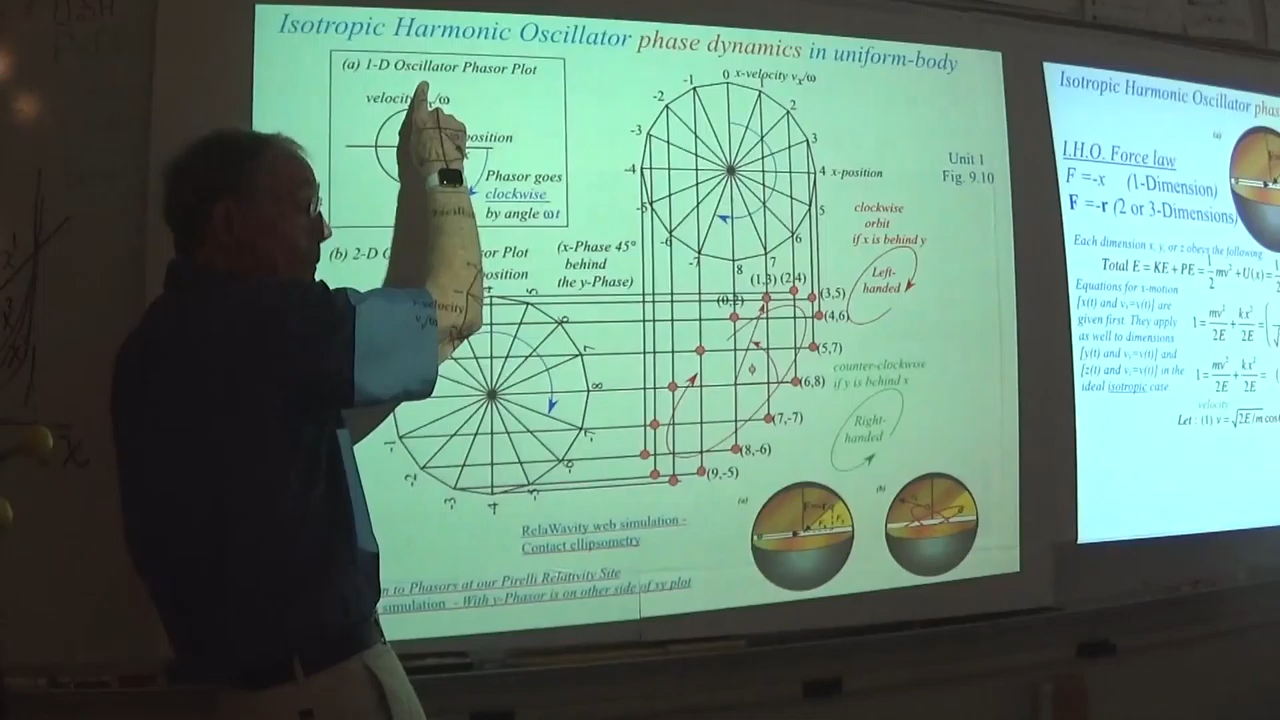 Isotropic Harmonic Oscillator phase dynamics in uniform-body
(a) 1-D Oscillator Phasor Plot
velocity /ω
position
Phasor goes
clockwise
by angle ωt
(b) 2-D
Plot
position
(x-Phase 45°
behind
the y-Phase)
velocity
x-velocity vx/ω
-1 0 1
-2 2
-3 3
-4 4 x-position
-5 5
-6 6
-7 7
8
Unit 1
Fig. 9.10
clockwise
orbit
if x is behind y
Left-
handed
(1,3) (2,4)
(0,2) (3,5)
(4,6)
(5,7)
(6,8)
(7,-7)
(8,-6)
(9,-5)
ϕ
counter-clockwise
if y is behind x
Right-
handed
RelaWavity web simulation -
Contact ellipsometry
to Phasors at our Pirelli Relativity Site
simulation - With y-Phasor is on other side of xy plot
(a)
(b)
Isotropic Harmonic Oscillator phas
(a)
I.H.O. Force law
F =-x (1-Dimension)
F =-r (2 or 3-Dimensions)
Each dimension x, y, or z obeys the following
Total E = KE + PE = 1/2 mv² + U(x) =
Equations for x-motion
[x(t) and vx=v(t)] are
given first. They apply
as well to dimensions
[y(t) and vy=v(t)] and
[z(t) and vz=v(t)] in the
ideal isotropic case.
1 = mv²/2E + kx²/2E =
1 = mv²/2E + kx²/2E =
velocity
Let : (1) v = √2E/m cos